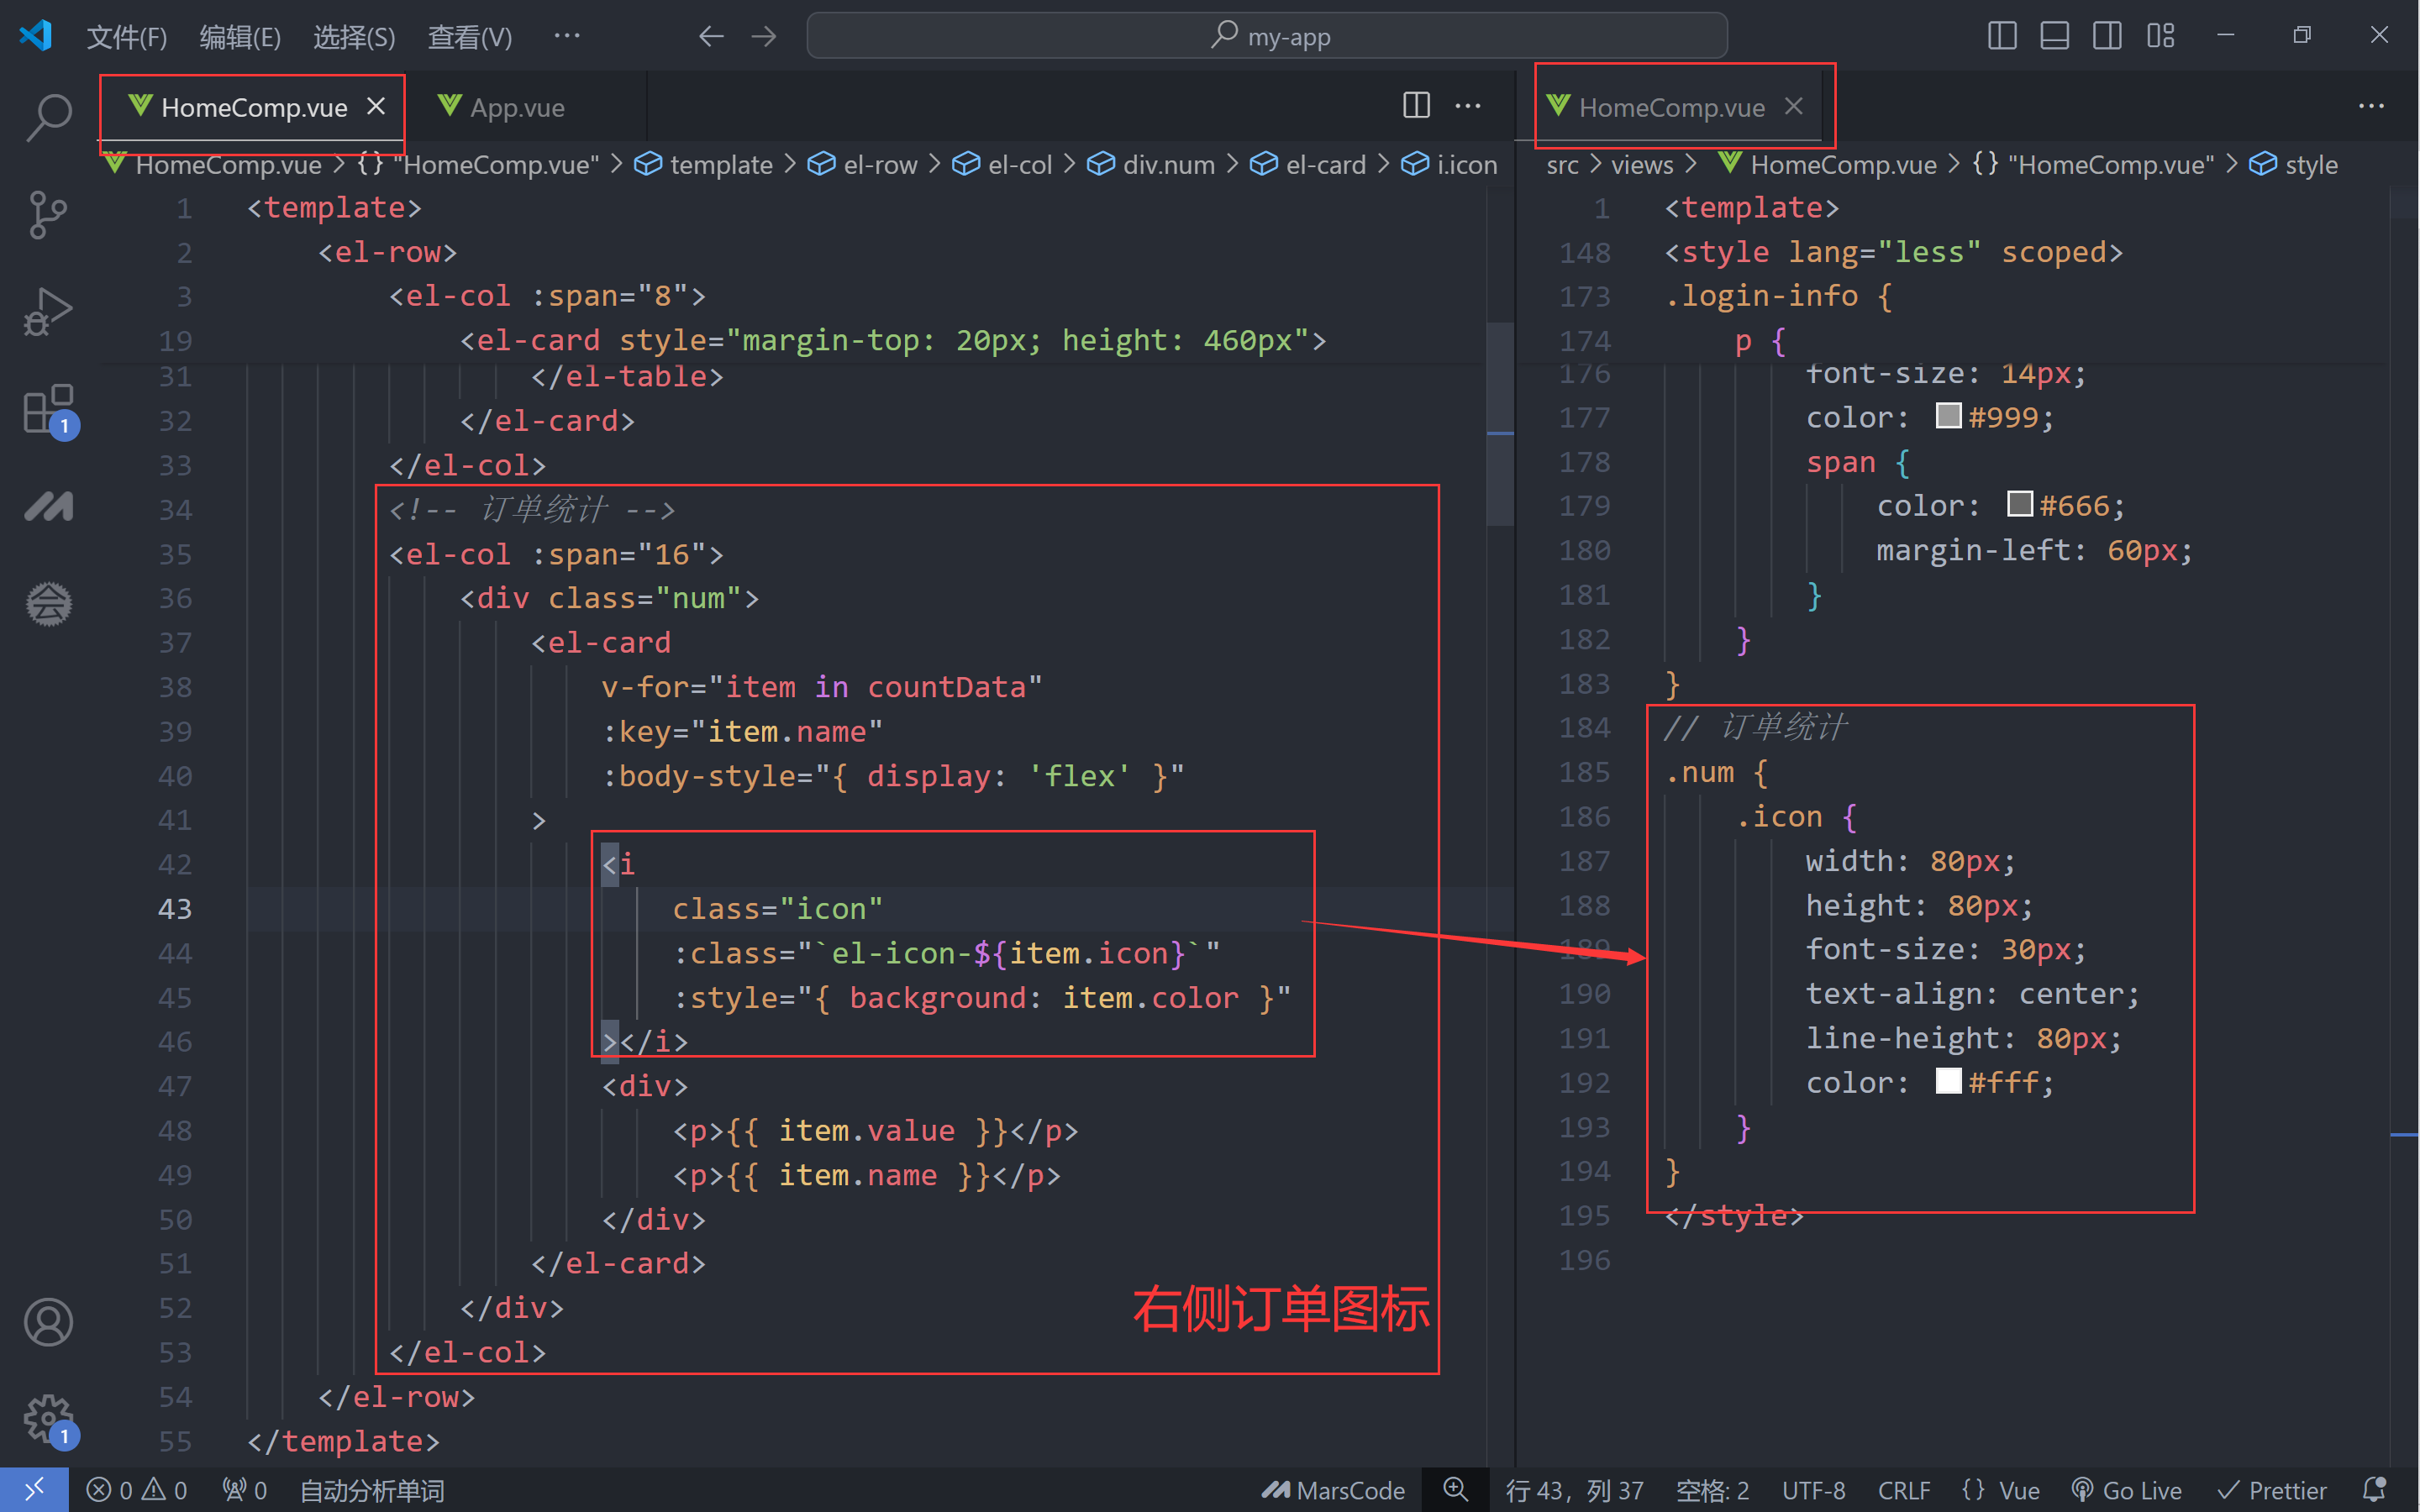 文件(F) 编辑(E) 选择(S) 查看(V) ··· my-app
HomeComp.vue App.vue ···
HomeComp.vue ···
HomeComp.vue > {} "HomeComp.vue" > template > el-row > el-col > div.num > el-card > i.icon
1 <template>
2 <el-row>
3 <el-col :span="8">
19 <el-card style="margin-top: 20px; height: 460px">
31 </el-table>
32 </el-card>
33 </el-col>
34 <!-- 订单统计 -->
35 <el-col :span="16">
36 <div class="num">
37 <el-card
38 v-for="item in countData"
39 :key="item.name"
40 :body-style="{ display: 'flex' }"
41 >
42 <i
43 class="icon"
44 :class="`el-icon-${item.icon}`"
45 :style="{ background: item.color }"
46 ></i>
47 <div>
48 <p>{{ item.value }}</p>
49 <p>{{ item.name }}</p>
50 </div>
51 </el-card>
52 </div>
53 </el-col>
54 </el-row>
55 </template>
右侧订单图标
src > views > HomeComp.vue > {} "HomeComp.vue" > style
1 <template>
148 <style lang="less" scoped>
173 .login-info {
174 p {
176 font-size: 14px;
177 color: #999;
178 span {
179 color: #666;
180 margin-left: 60px;
181 }
182 }
183 }
184 // 订单统计
185 .num {
186 .icon {
187 width: 80px;
188 height: 80px;
189 font-size: 30px;
190 text-align: center;
191 line-height: 80px;
192 color: #fff;
193 }
194 }
195 </style>
196
1
1
0 0 0 自动分析单词 MarsCode 行 43，列 37 空格: 2 UTF-8 CRLF {} Vue Go Live Prettier